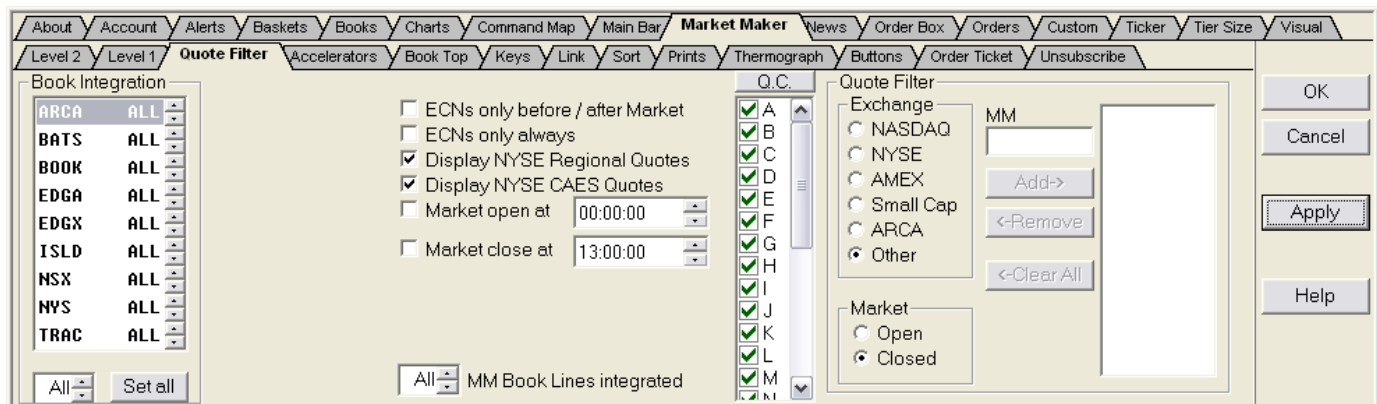 About Account Alerts Baskets Books Charts Command Map Main Bar Market Maker News Order Box Orders Custom Ticker Tier Size Visual
Level 2 Level 1 Quote Filter Accelerators Book Top Keys Link Sort Prints Thermograph Buttons Order Ticket Unsubscribe
Book Integration
ARCA ALL
BATS ALL
BOOK ALL
EDGA ALL
EDGX ALL
ISLD ALL
NSX ALL
NYS ALL
TRAC ALL
All Set all
ECNs only before / after Market
ECNs only always
Display NYSE Regional Quotes
Display NYSE CAES Quotes
Market open at 00:00:00
Market close at 13:00:00
All MM Book Lines integrated
Q.C.
A
B
C
D
E
F
G
H
I
J
K
L
M
N
Quote Filter
Exchange
NASDAQ
NYSE
AMEX
Small Cap
ARCA
Other
Market
Open
Closed
MM
Add->
<-Remove
<-Clear All
OK
Cancel
Apply
Help